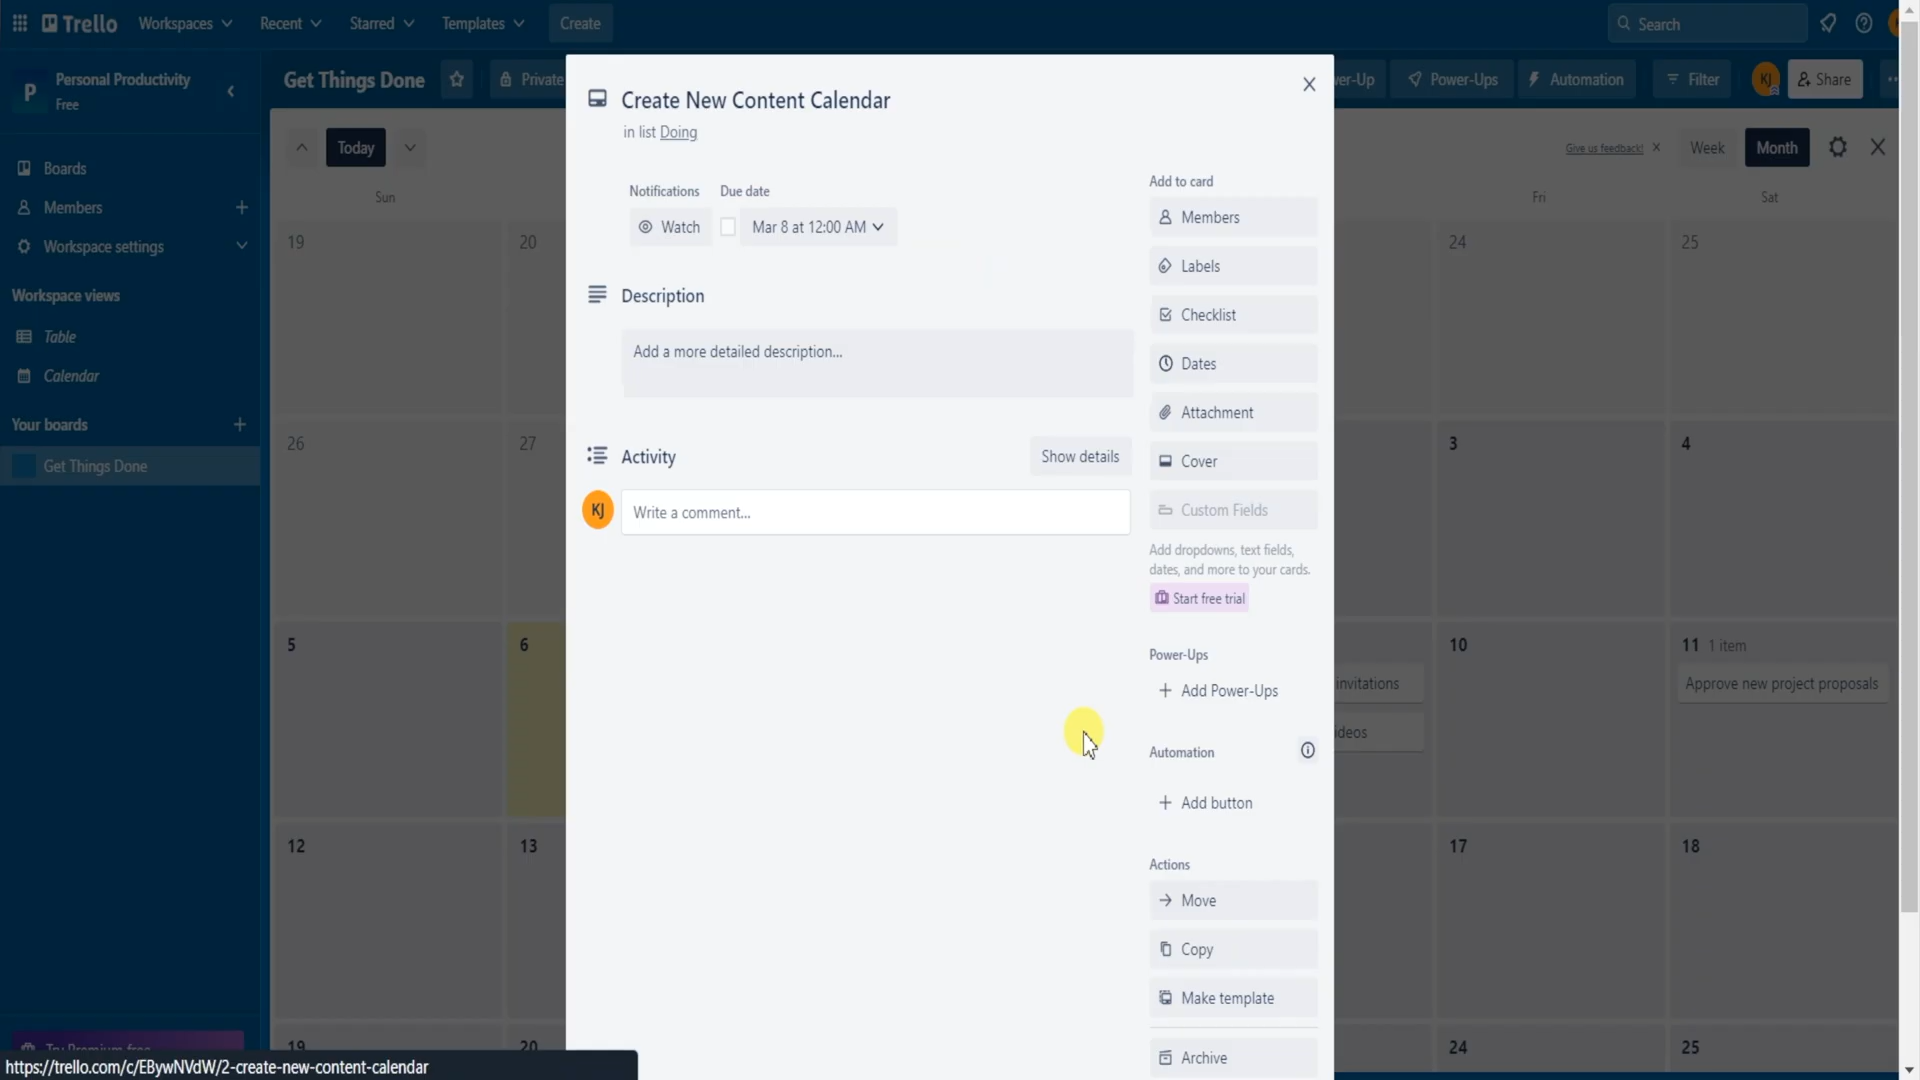 Trello
Workspaces
Recent
Starred
Templates
Create
Search
P
Personal Productivity
Free
Get Things Done
Private
er-Up
Power-Ups
Automation
Filter
KJ
Share
Boards
Members
Workspace settings
Workspace views
Table
Calendar
Your boards
Get Things Done
Today
Give us feedback!
Week
Month
Sun
Fri
Sat
19
20
24
25
26
27
3
4
5
6
10
11 1 item
invitations
Approve new project proposals
ideos
12
13
17
18
19
20
24
25
Create New Content Calendar
in list Doing
Notifications
Due date
Watch
Mar 8 at 12:00 AM
Description
Add a more detailed description...
Activity
Show details
KJ
Write a comment...
Add to card
Members
Labels
Checklist
Dates
Attachment
Cover
Custom Fields
Add dropdowns, text fields,
dates, and more to your cards.
Start free trial
Power-Ups
Add Power-Ups
Automation
Add button
Actions
Move
Copy
Make template
Archive
Try Premium free
https://trello.com/c/EBywNVdW/2-create-new-content-calendar